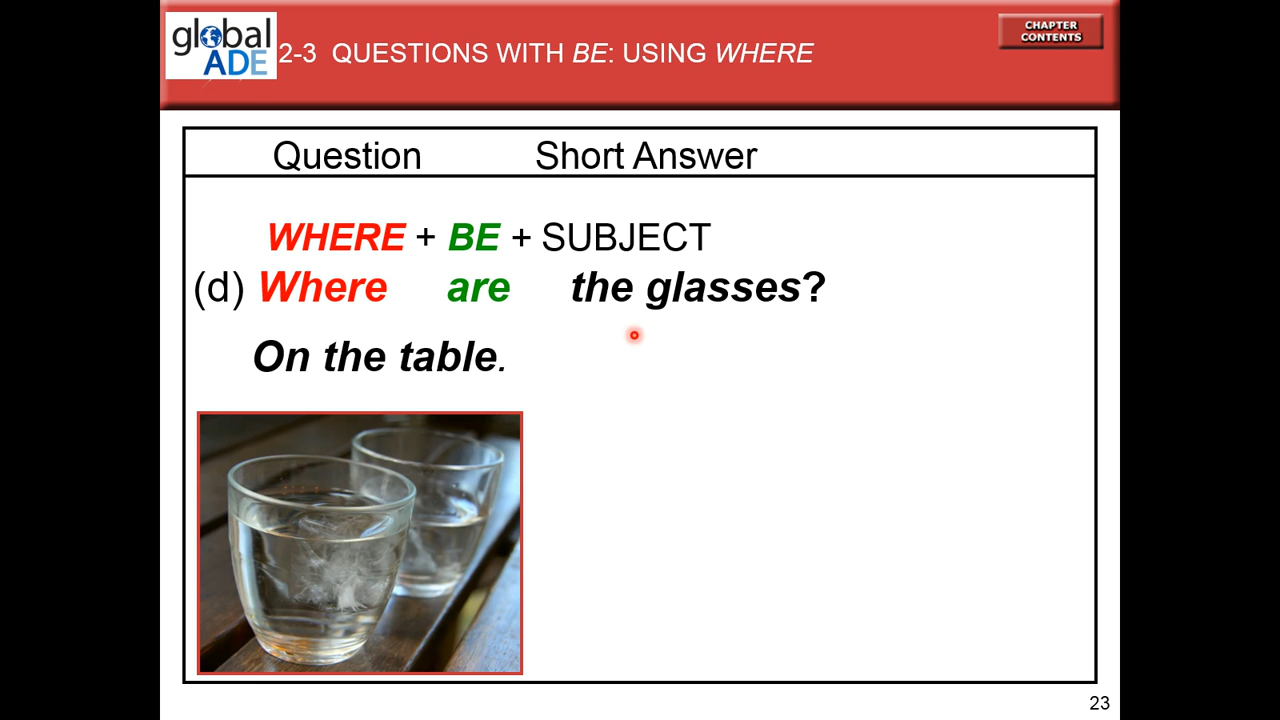 global
ADE
2-3 QUESTIONS WITH BE: USING WHERE
CHAPTER
CONTENTS
Question Short Answer
WHERE + BE + SUBJECT
(d) Where are the glasses?
On the table.
23